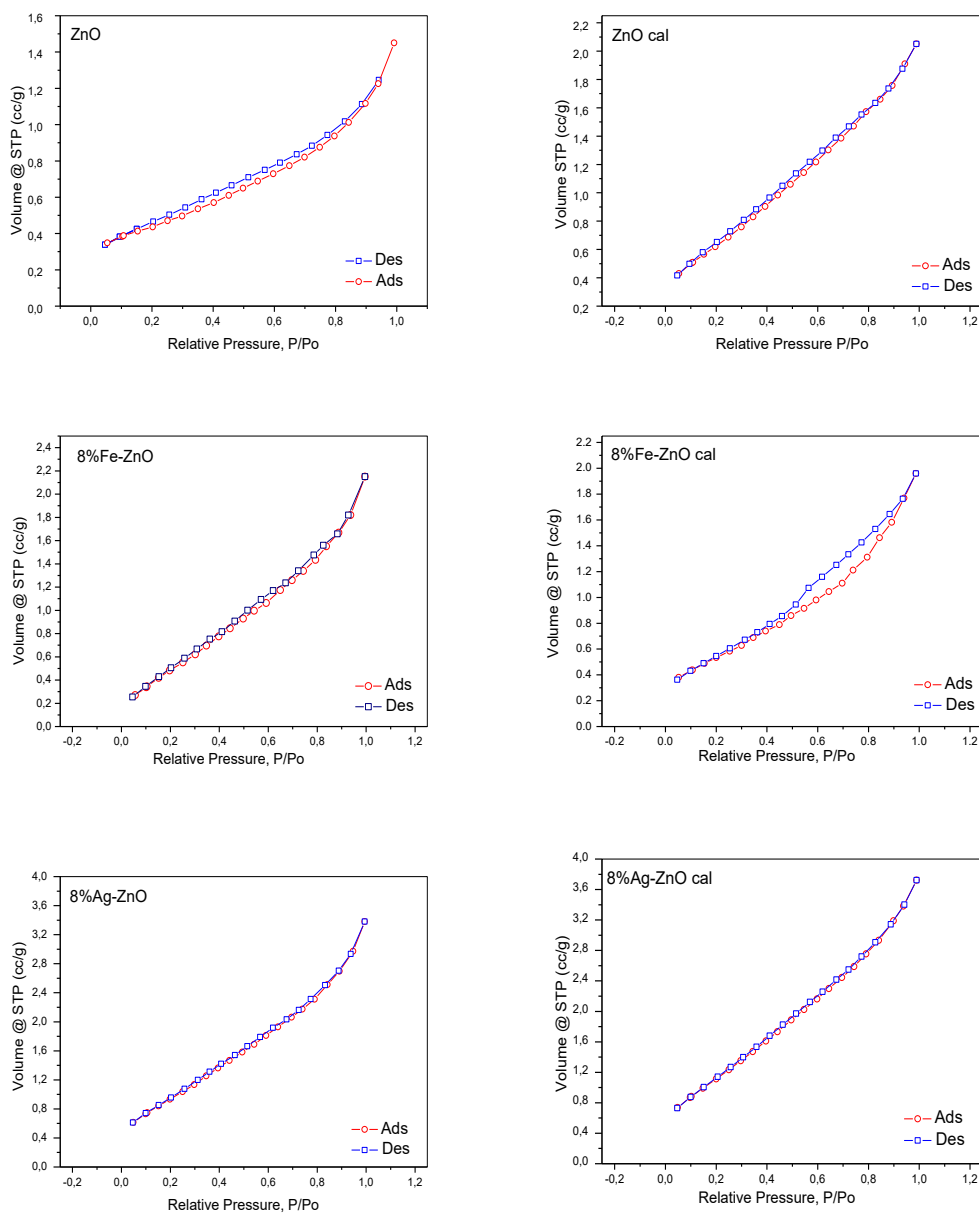 ZnO
Volume @ STP (cc/g)
1,6
1,4
1,2
1,0
0,8
0,6
0,4
0,2
0,0
Des
Ads
0,0 0,2 0,4 0,6 0,8 1,0
Relative Pressure, P/Po
ZnO cal
Volume STP (cc/g)
2,2
2,0
1,8
1,6
1,4
1,2
1,0
0,8
0,6
0,4
0,2
Ads
Des
-0,2 0,0 0,2 0,4 0,6 0,8 1,0 1,2
Relative Pressure P/Po
8%Fe-ZnO
Volume @ STP (cc/g)
2,4
2,2
2,0
1,8
1,6
1,4
1,2
1,0
0,8
0,6
0,4
0,2
0,0
Ads
Des
-0,2 0,0 0,2 0,4 0,6 0,8 1,0 1,2
Relative Pressure, P/Po
8%Fe-ZnO cal
Volume @ STP (cc/g)
2.2
2.0
1.8
1.6
1.4
1.2
1.0
0.8
0.6
0.4
0.2
0.0
Ads
Des
-0,2 0,0 0,2 0,4 0,6 0,8 1,0 1,2
Relative Pressure, P/Po
8%Ag-ZnO
Volume @ STP (cc/g)
4,0
3,6
3,2
2,8
2,4
2,0
1,6
1,2
0,8
0,4
0,0
Ads
Des
-0,2 0,0 0,2 0,4 0,6 0,8 1,0 1,2
Relative Pressure, P/Po
8%Ag-ZnO cal
Volume @ STP (cc/g)
4,0
3,6
3,2
2,8
2,4
2,0
1,6
1,2
0,8
0,4
0,0
Ads
Des
-0,2 0,0 0,2 0,4 0,6 0,8 1,0 1,2
Relative Pressure, P/Po